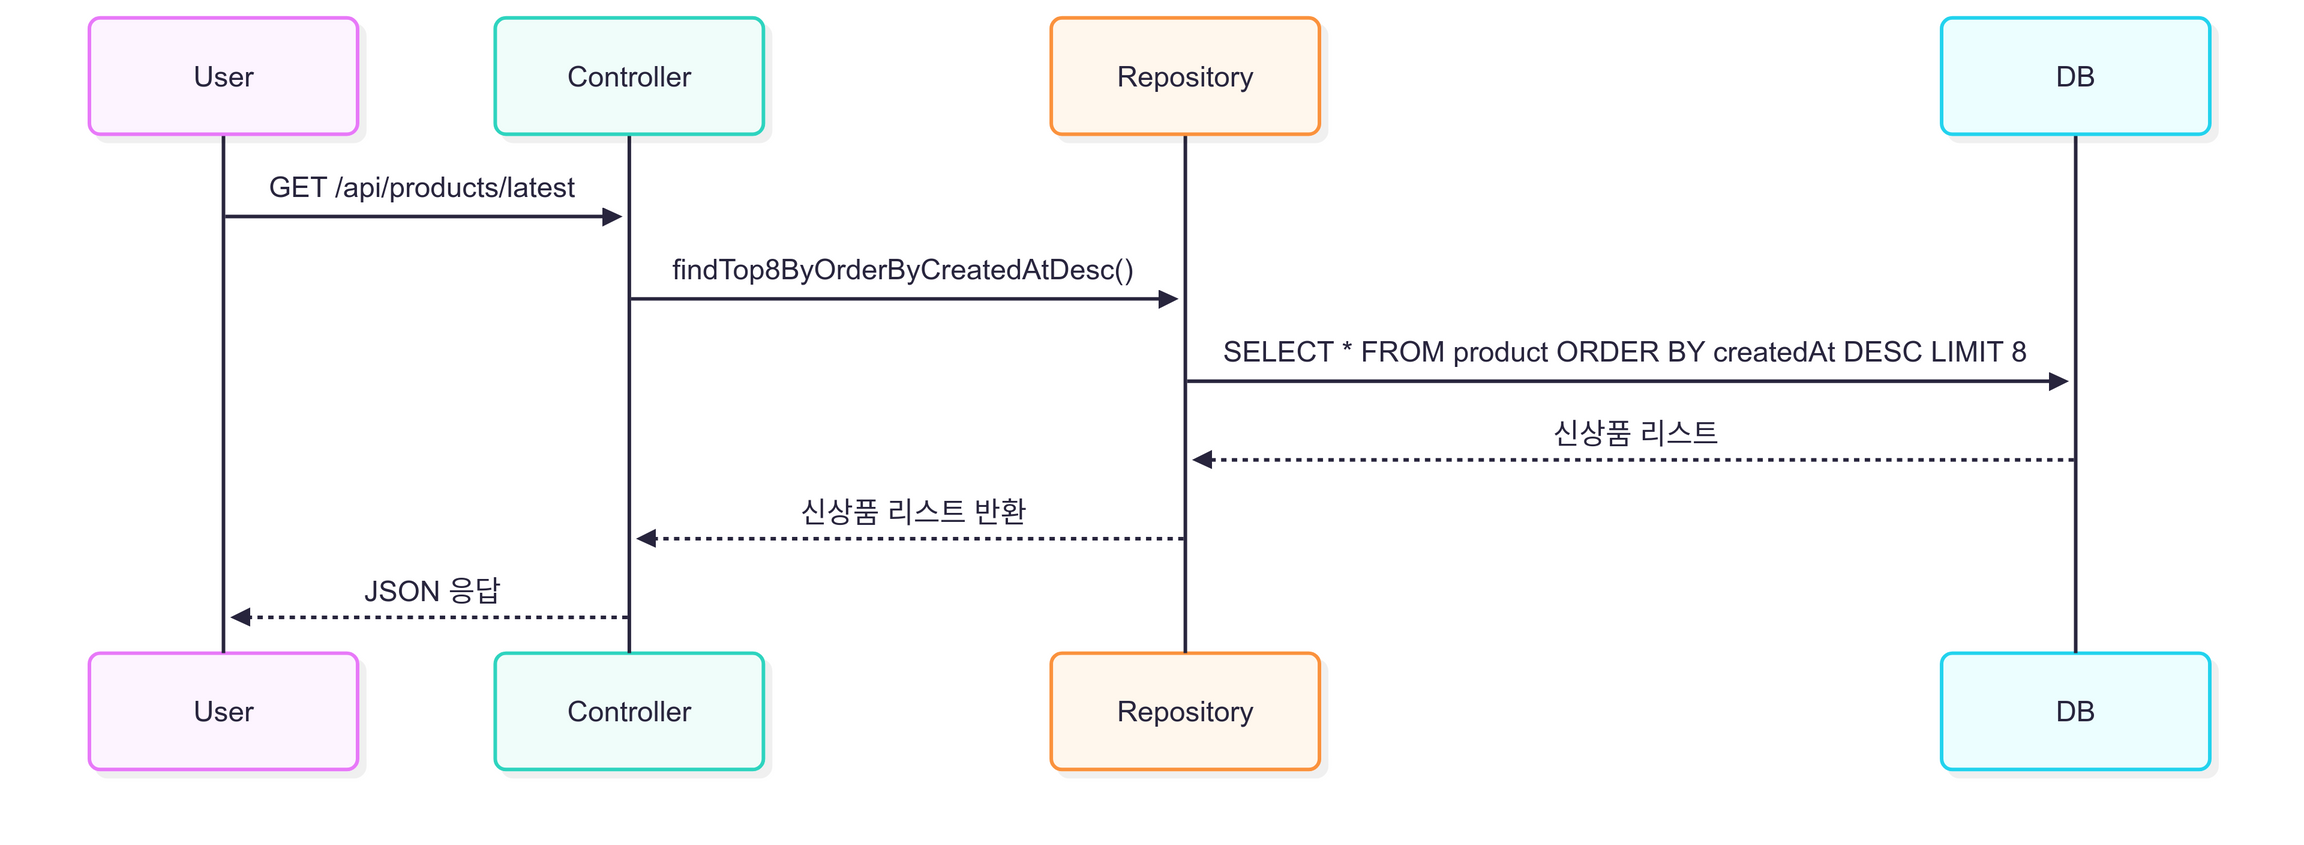 User
Controller
Repository
DB
GET /api/products/latest
findTop8ByOrderByCreatedAtDesc()
SELECT * FROM product ORDER BY createdAt DESC LIMIT 8
신상품 리스트
신상품 리스트 반환
JSON 응답
User
Controller
Repository
DB